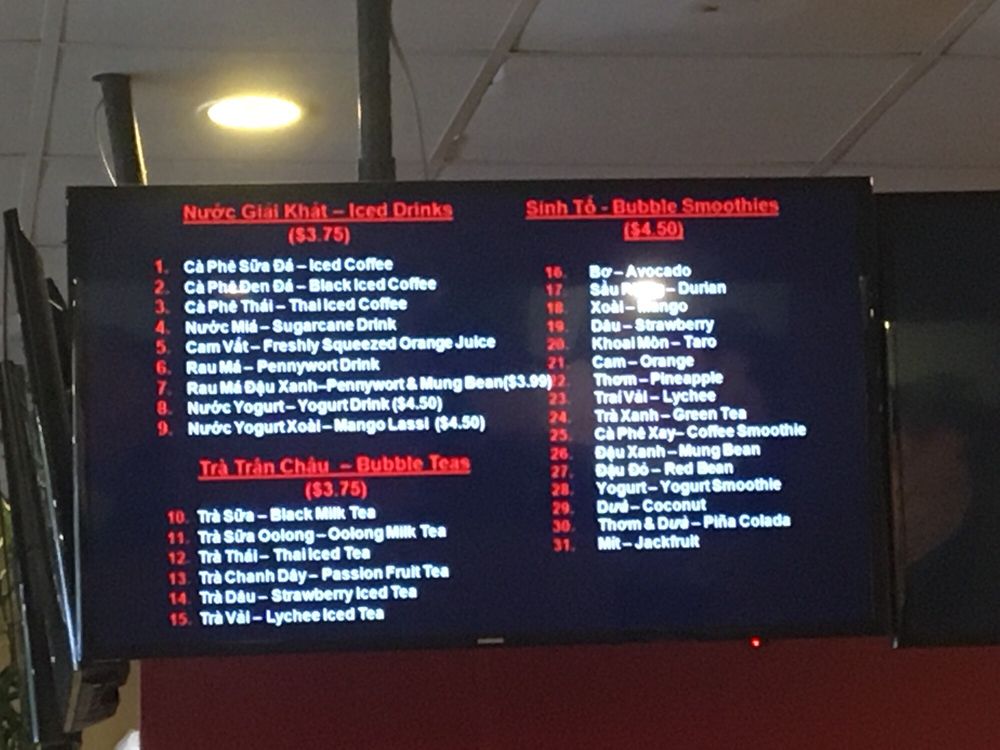 Nước Giải Khát – Iced Drinks
($3.75)
1. Cà Phê Sữa Đá – Iced Coffee
2. Cà Phê Đen Đá – Black Iced Coffee
3. Cà Phê Thái – Thai Iced Coffee
4. Nước Miá – Sugarcane Drink
5. Cam Vắt – Freshly Squeezed Orange Juice
6. Rau Má – Pennywort Drink
7. Rau Má Đậu Xanh–Pennywort & Mung Bean($3.99)
8. Nước Yogurt – Yogurt Drink ($4.50)
9. Nước Yogurt Xoài – Mango Lassi ($4.50)
Trà Trân Châu – Bubble Teas
($3.75)
10. Trà Sữa – Black Milk Tea
11. Trà Sữa Oolong – Oolong Milk Tea
12. Trà Thái – Thai Iced Tea
13. Trà Chanh Dây – Passion Fruit Tea
14. Trà Dâu – Strawberry Iced Tea
15. Trà Vải – Lychee Iced Tea
Sinh Tố - Bubble Smoothies
($4.50)
16. Bơ – Avocado
17. Sầu – Durian
18. Xoài – Mango
19. Dâu – Strawberry
20. Khoai Môn – Taro
21. Cam – Orange
22. Thơm – Pineapple
23. Trai Vải – Lychee
24. Trà Xanh – Green Tea
25. Cà Phê Xay– Coffee Smoothie
26. Đậu Xanh – Mung Bean
27. Đậu Đỏ – Red Bean
28. Yogurt – Yogurt Smoothie
29. Dừa – Coconut
30. Thơm & Dừa – Piña Colada
31. Mít – Jackfruit